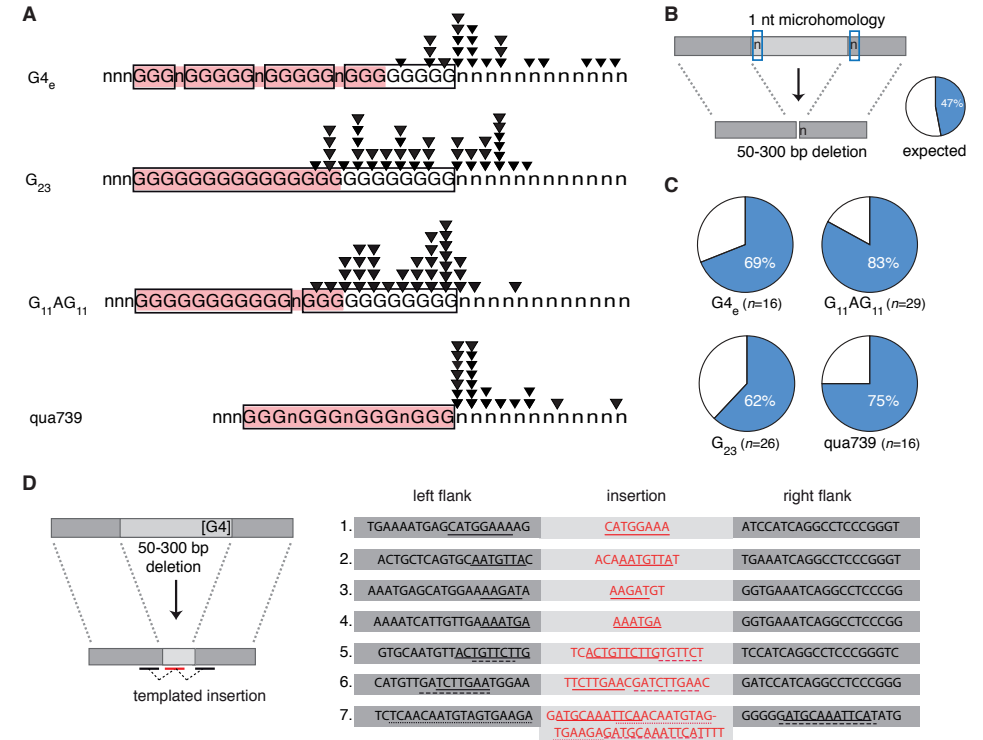 A
G4e nnnGGGnGGGGGnGGGGGnGGGGGGGGnnnnnnnnnnnn
G23 nnnGGGGGGGGGGGGGGGGGGGGGGGnnnnnnnnnnnn
G11AG11 nnnGGGGGGGGGGGnGGGGGGGGGGGnnnnnnnnnnnn
qua739 nnnGGGnGGGnGGGnGGGnnnnnnnnnnnn
B
1 nt microhomology
n n
n
50-300 bp deletion
47%
expected
C
69% 83%
G4e (n=16) G11AG11 (n=29)
62% 75%
G23 (n=26) qua739 (n=16)
D
[G4]
50-300 bp
deletion
templated insertion
left flank insertion right flank
1. TGAAAATGAGCATGGAAAAG CATGGAAA ATCCATCAGGCCTCCCGGGT
2. ACTGCTCAGTGCAATGTTAC ACAAATGTTAT TGAAATCAGGCCTCCCGGGT
3. AAATGAGCATGGAAAAGATA AAGATGT GGTGAAATCAGGCCTCCCGG
4. AAAATCATTGTTGAAAATGA AAATGA GGTGAAATCAGGCCTCCCGG
5. GTGCAATGTTACTGTTCTTG TCACTGTTCTTGTGTTCT TCCATCAGGCCTCCCGGGTC
6. CATGTTGATCTTGAATGGAA TTCTTGAACGATCTTGAAC GATCCATCAGGCCTCCCGGG
7. TCTCAACAATGTAGTGAAGA GATGCAAATTCAACAATGTAG- GGGGGATGCAAATTCATATG
TGAAGAGATGCAAATTCATTTT